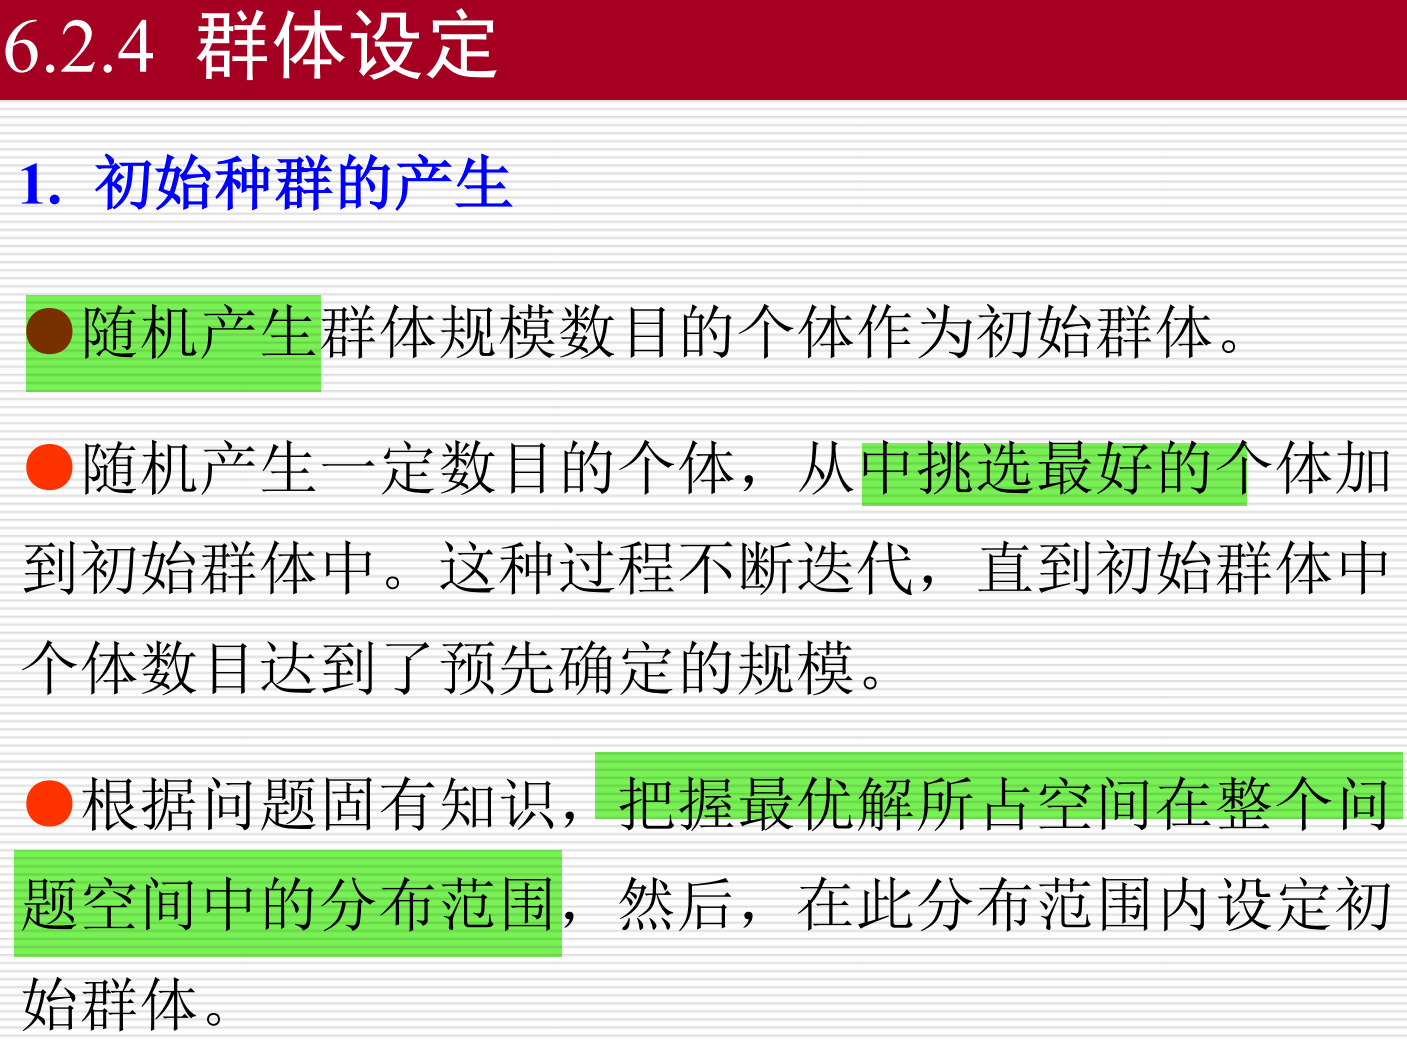 6.2.4 群体设定
1. 初始种群的产生
●随机产生群体规模数目的个体作为初始群体。
●随机产生一定数目的个体，从中挑选最好的个体加
到初始群体中。这种过程不断迭代，直到初始群体中
个体数目达到了预先确定的规模。
●根据问题固有知识，把握最优解所占空间在整个问
题空间中的分布范围，然后，在此分布范围内设定初
始群体。